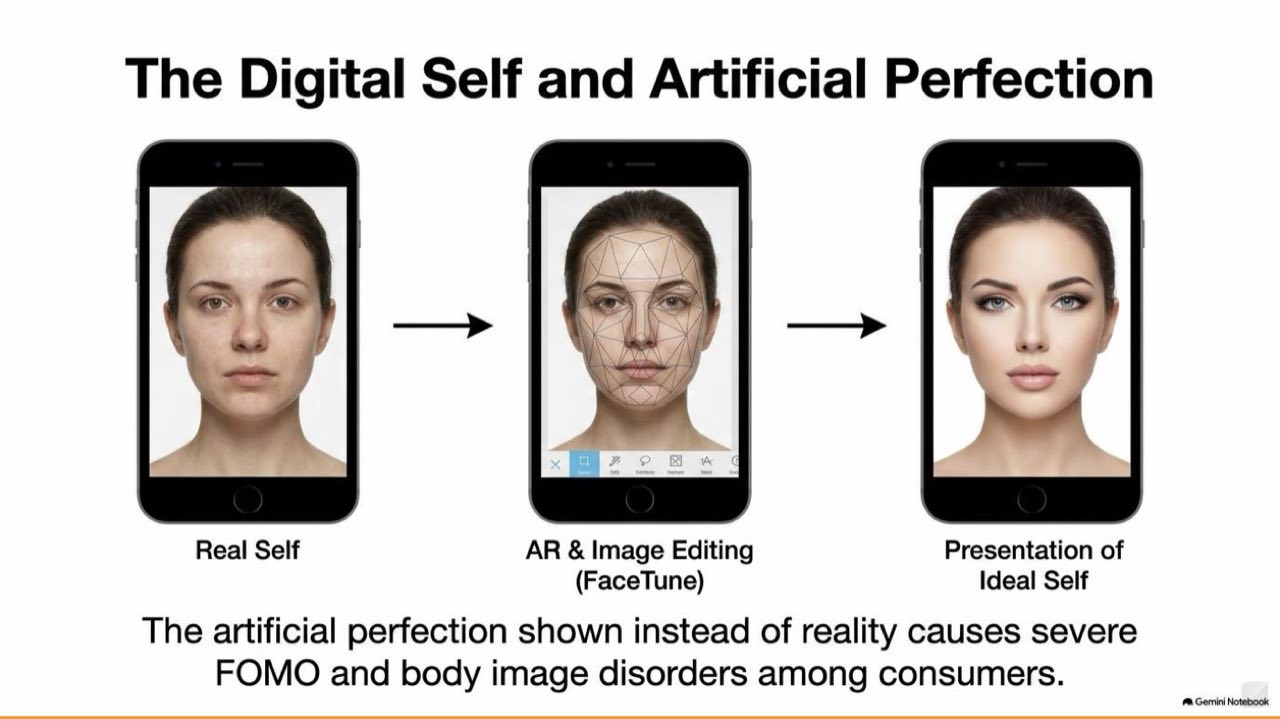 The Digital Self and Artificial Perfection
Real Self
AR & Image Editing
(FaceTune)
Presentation of
Ideal Self
The artificial perfection shown instead of reality causes severe
FOMO and body image disorders among consumers.
Gemini Notebook